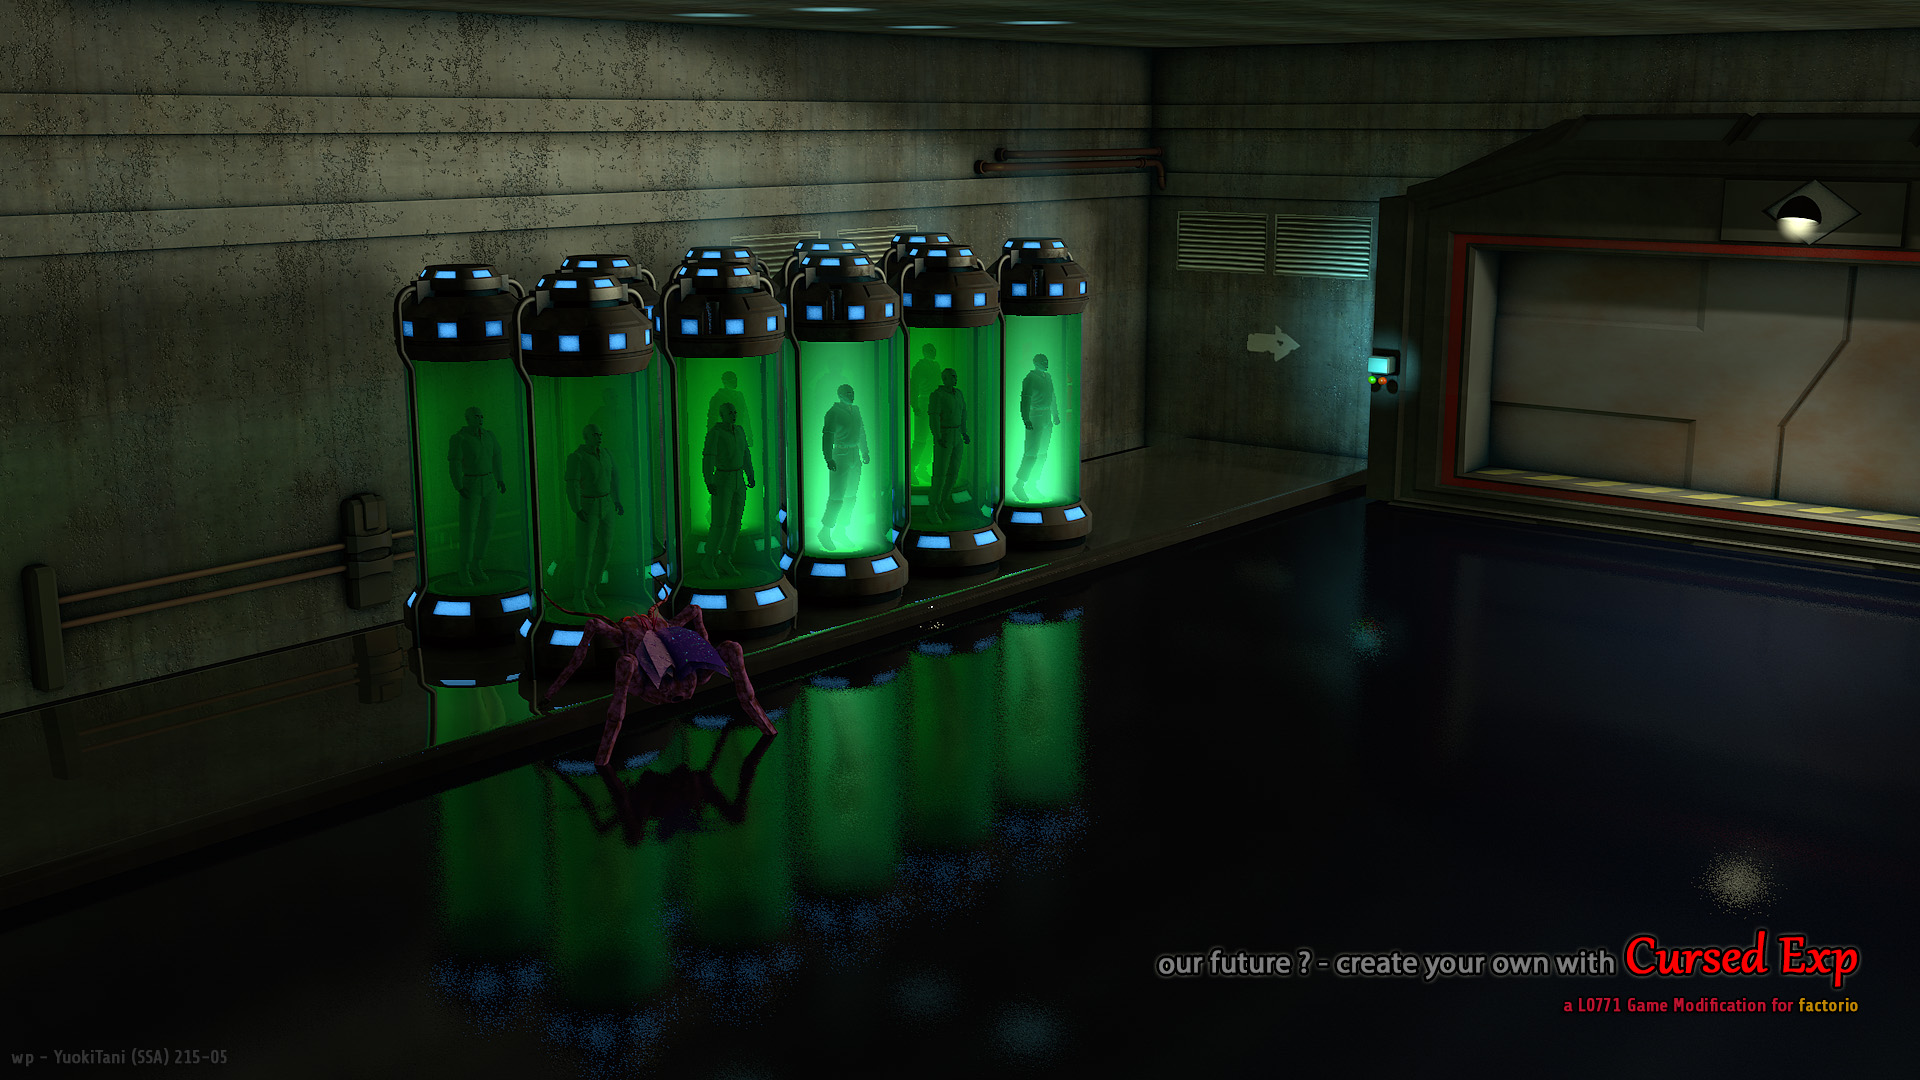 our future ? - create your own with Cursed Exp
a L0771 Game Modification for factorio
wp - YuokiTani (SSA) 215-05